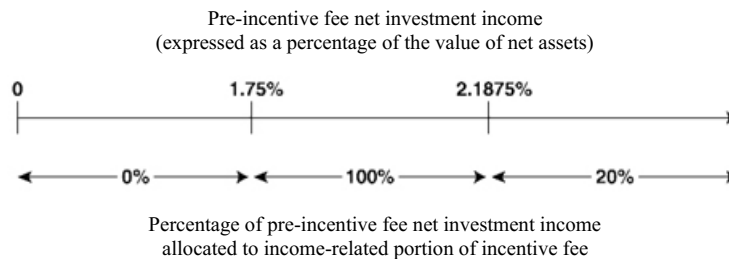 Pre-incentive fee net investment income
(expressed as a percentage of the value of net assets)
0 1.75% 2.1875%
0% 100% 20%
Percentage of pre-incentive fee net investment income
allocated to income-related portion of incentive fee